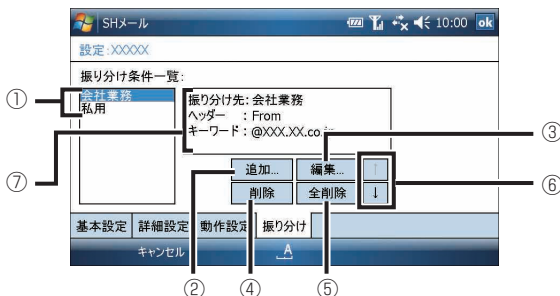 SHメール 10:00 ok
設定:XXXXX
振り分け条件一覧:
① 会社業務
私用
振り分け先:会社業務
ヘッダー : From
キーワード : @XXX.XX.co.jp
③
⑦
追加... 編集... ↑
⑥
削除 全削除 ↓
基本設定 詳細設定 動作設定 振り分け
キャンセル A
② ④ ⑤